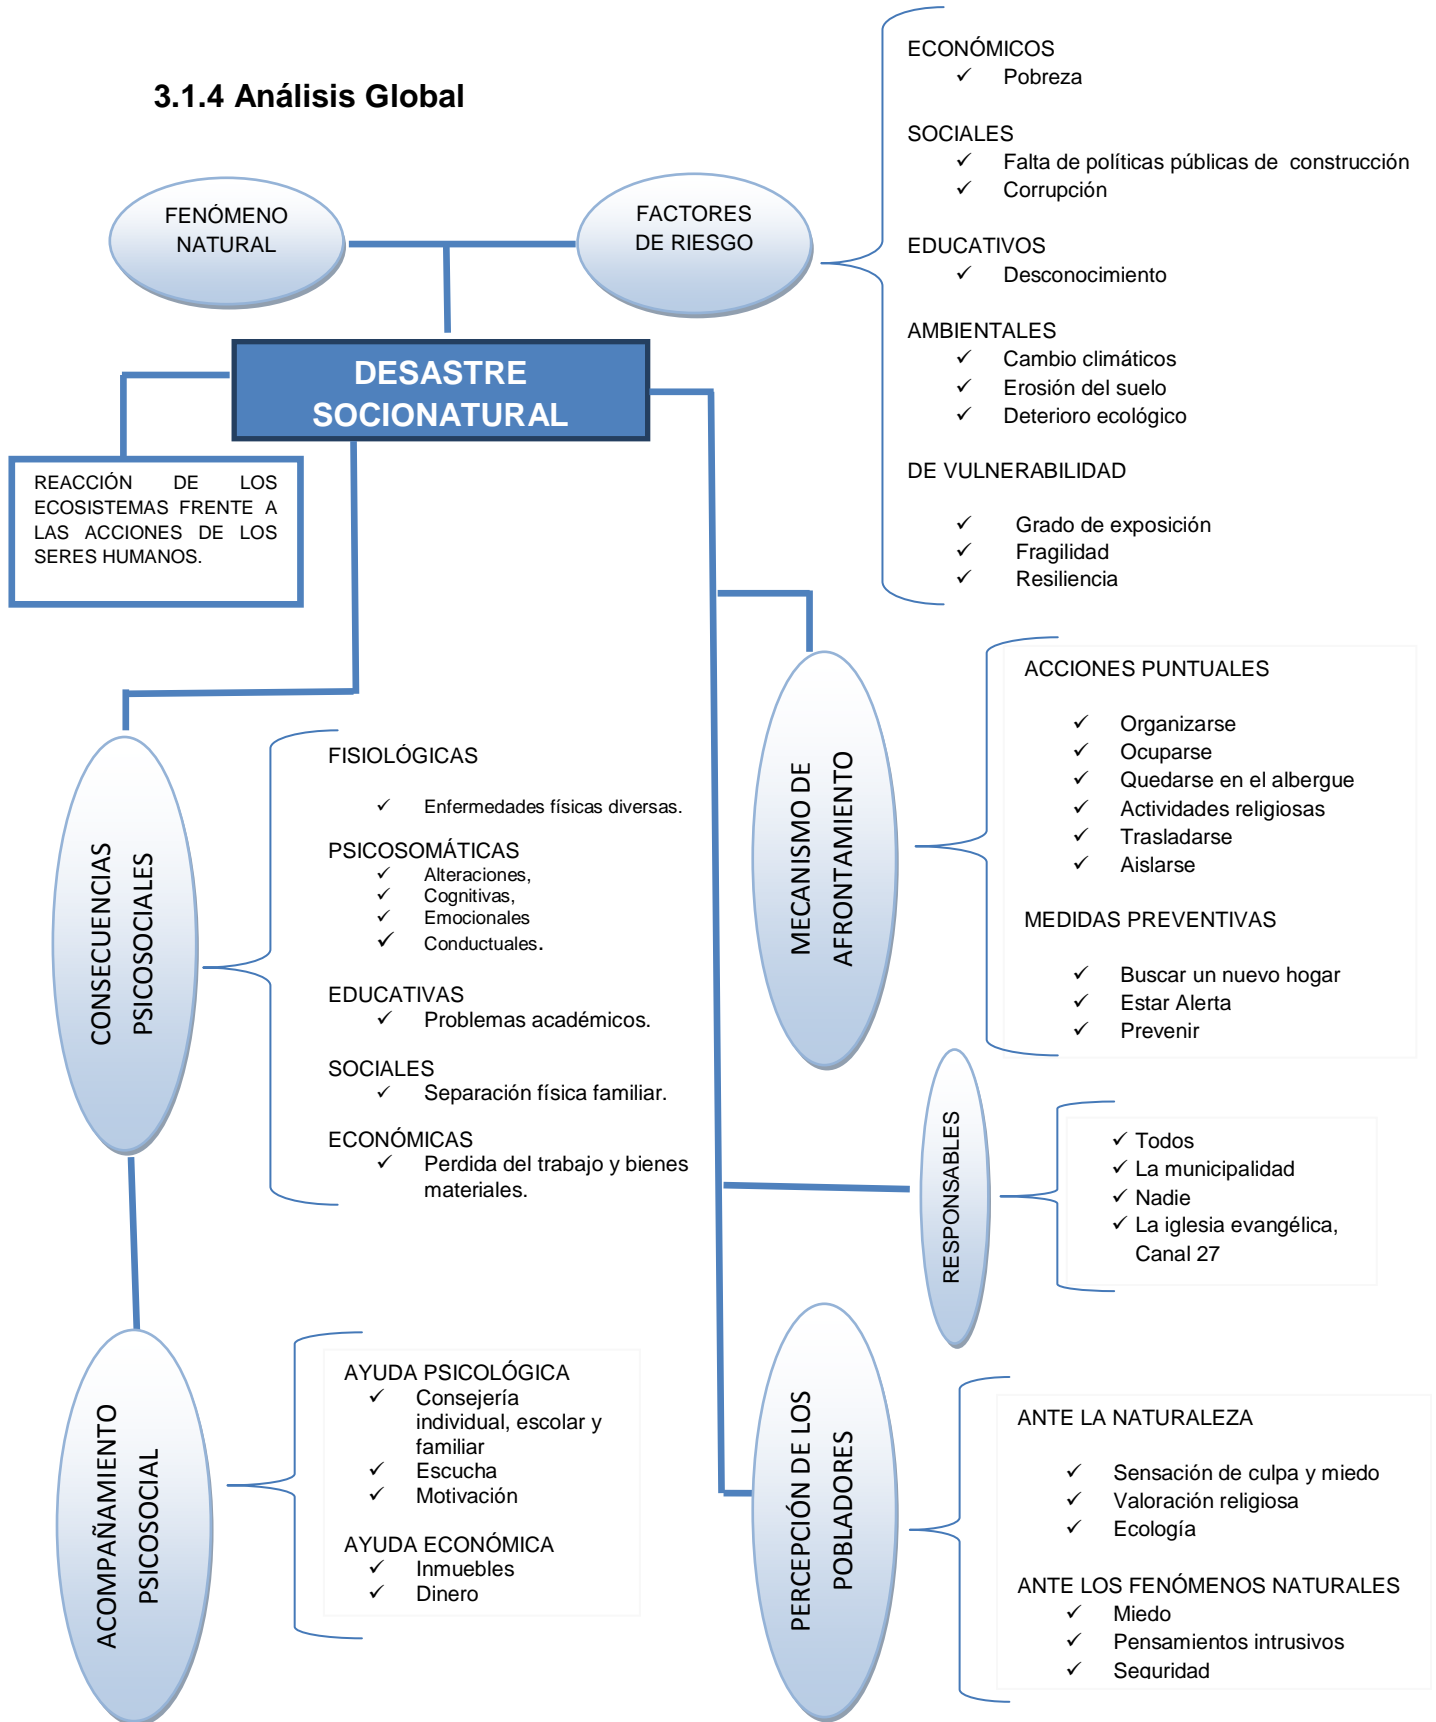 3.1.4 Análisis Global
FENÓMENO
NATURAL
FACTORES
DE RIESGO
ECONÓMICOS
✓ Pobreza
SOCIALES
✓ Falta de políticas públicas de construcción
✓ Corrupción
EDUCATIVOS
✓ Desconocimiento
AMBIENTALES
✓ Cambio climáticos
✓ Erosión del suelo
✓ Deterioro ecológico
DE VULNERABILIDAD
✓ Grado de exposición
✓ Fragilidad
✓ Resiliencia
DESASTRE
SOCIONATURAL
REACCIÓN DE LOS
ECOSISTEMAS FRENTE A
LAS ACCIONES DE LOS
SERES HUMANOS.
MECANISMO DE
AFRONTAMIENTO
ACCIONES PUNTUALES
✓ Organizarse
✓ Ocuparse
✓ Quedarse en el albergue
✓ Actividades religiosas
✓ Trasladarse
✓ Aislarse
MEDIDAS PREVENTIVAS
✓ Buscar un nuevo hogar
✓ Estar Alerta
✓ Prevenir
CONSECUENCIAS
PSICOSOCIALES
FISIOLÓGICAS
✓ Enfermedades físicas diversas.
PSICOSOMÁTICAS
✓ Alteraciones,
✓ Cognitivas,
✓ Emocionales
✓ Conductuales.
EDUCATIVAS
✓ Problemas académicos.
SOCIALES
✓ Separación física familiar.
ECONÓMICAS
✓ Perdida del trabajo y bienes
materiales.
RESPONSABLES
✓ Todos
✓ La municipalidad
✓ Nadie
✓ La iglesia evangélica,
Canal 27
ACOMPAÑAMIENTO
PSICOSOCIAL
AYUDA PSICOLÓGICA
✓ Consejería
individual, escolar y
familiar
✓ Escucha
✓ Motivación
AYUDA ECONÓMICA
✓ Inmuebles
✓ Dinero
PERCEPCIÓN DE LOS
POBLADORES
ANTE LA NATURALEZA
✓ Sensación de culpa y miedo
✓ Valoración religiosa
✓ Ecología
ANTE LOS FENÓMENOS NATURALES
✓ Miedo
✓ Pensamientos intrusivos
✓ Seguridad